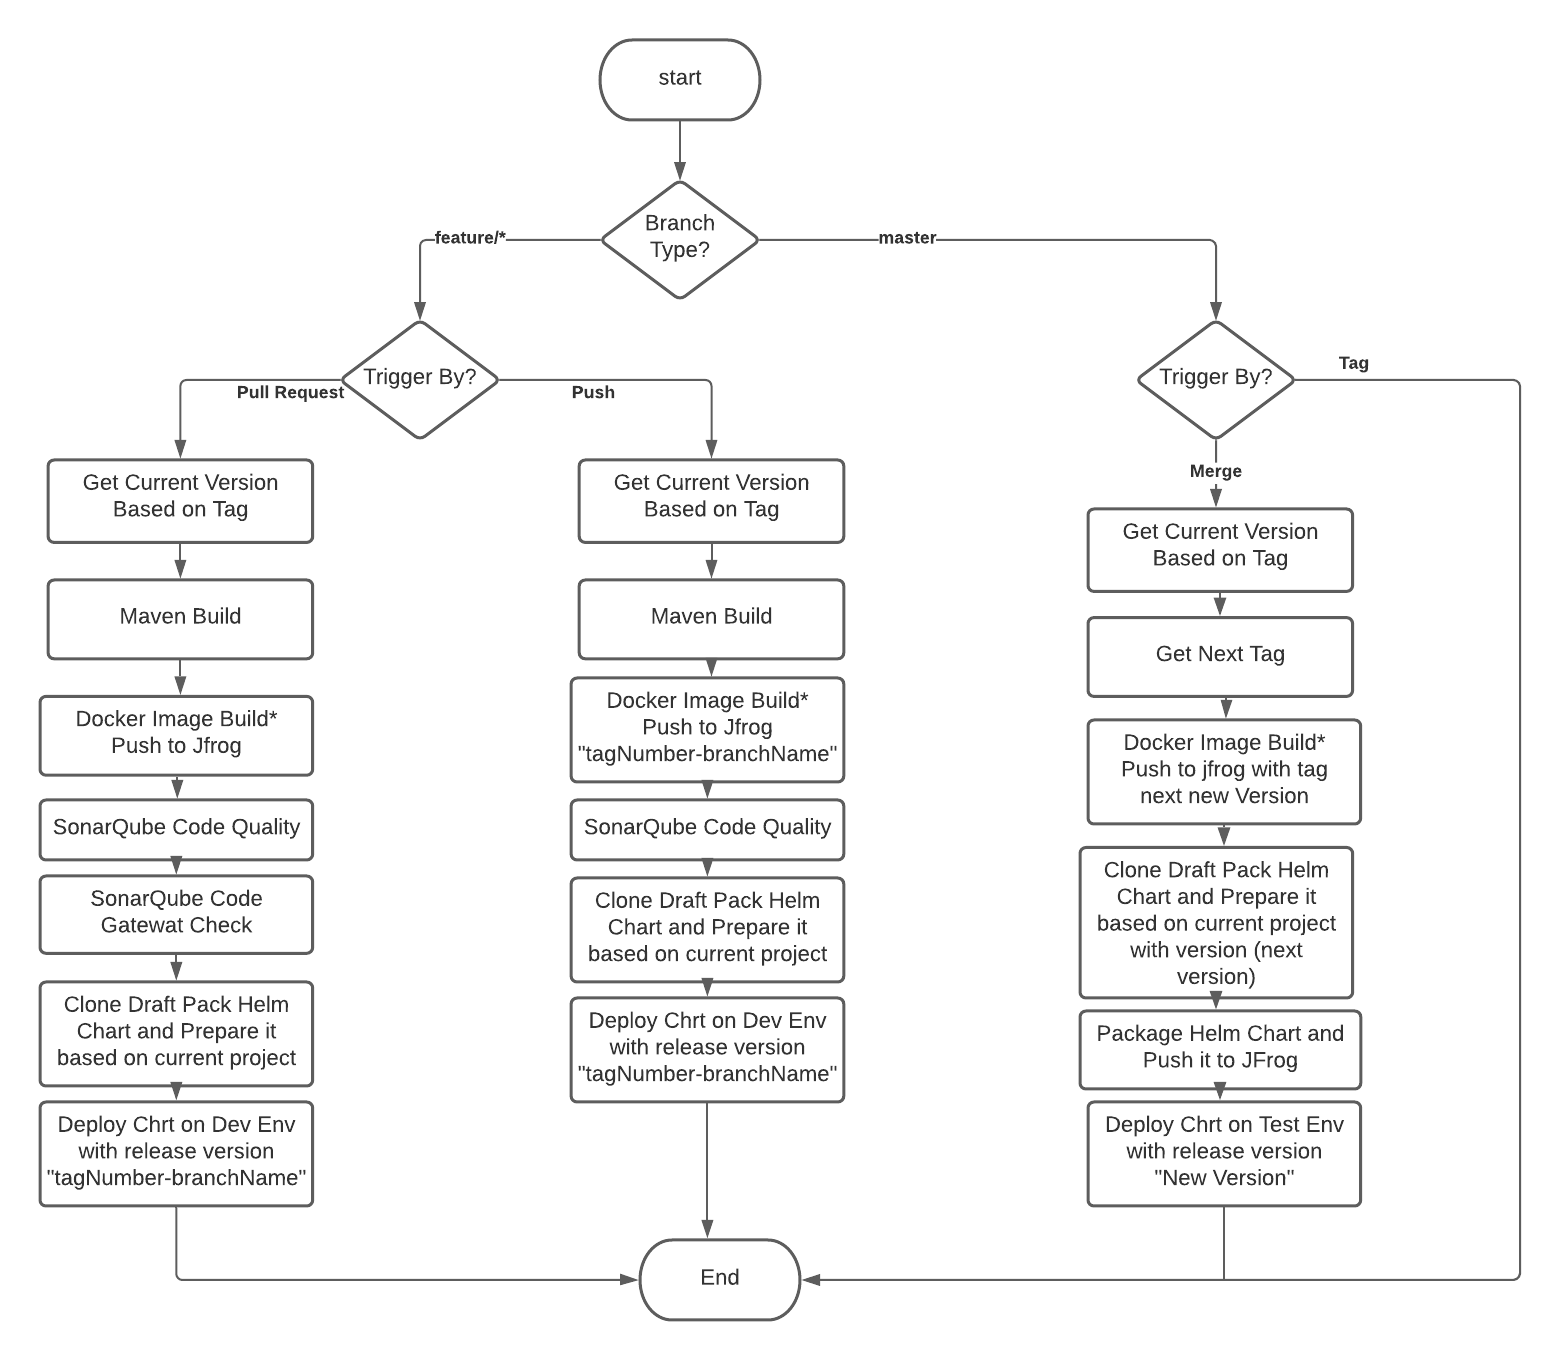 start
Branch
Type?
feature/*
master
Trigger By?
Pull Request
Push
Trigger By?
Tag
Merge
Get Current Version
Based on Tag
Maven Build
Docker Image Build*
Push to Jfrog
SonarQube Code Quality
SonarQube Code
Gatewat Check
Clone Draft Pack Helm
Chart and Prepare it
based on current project
Deploy Chrt on Dev Env
with release version
"tagNumber-branchName"
Get Current Version
Based on Tag
Maven Build
Docker Image Build*
Push to Jfrog
"tagNumber-branchName"
SonarQube Code Quality
Clone Draft Pack Helm
Chart and Prepare it
based on current project
Deploy Chrt on Dev Env
with release version
"tagNumber-branchName"
Get Current Version
Based on Tag
Get Next Tag
Docker Image Build*
Push to jfrog with tag
next new Version
Clone Draft Pack Helm
Chart and Prepare it
based on current project
with version (next
version)
Package Helm Chart and
Push it to JFrog
Deploy Chrt on Test Env
with release version
"New Version"
End